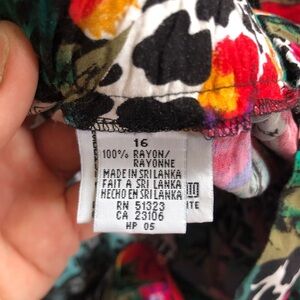 16
100% RAYON/
RAYONNE
MADE IN SRI LANKA
FAIT A SRI LANKA
HECHO EN SRI LANKA
RN 51323
CA 23106
HP 05